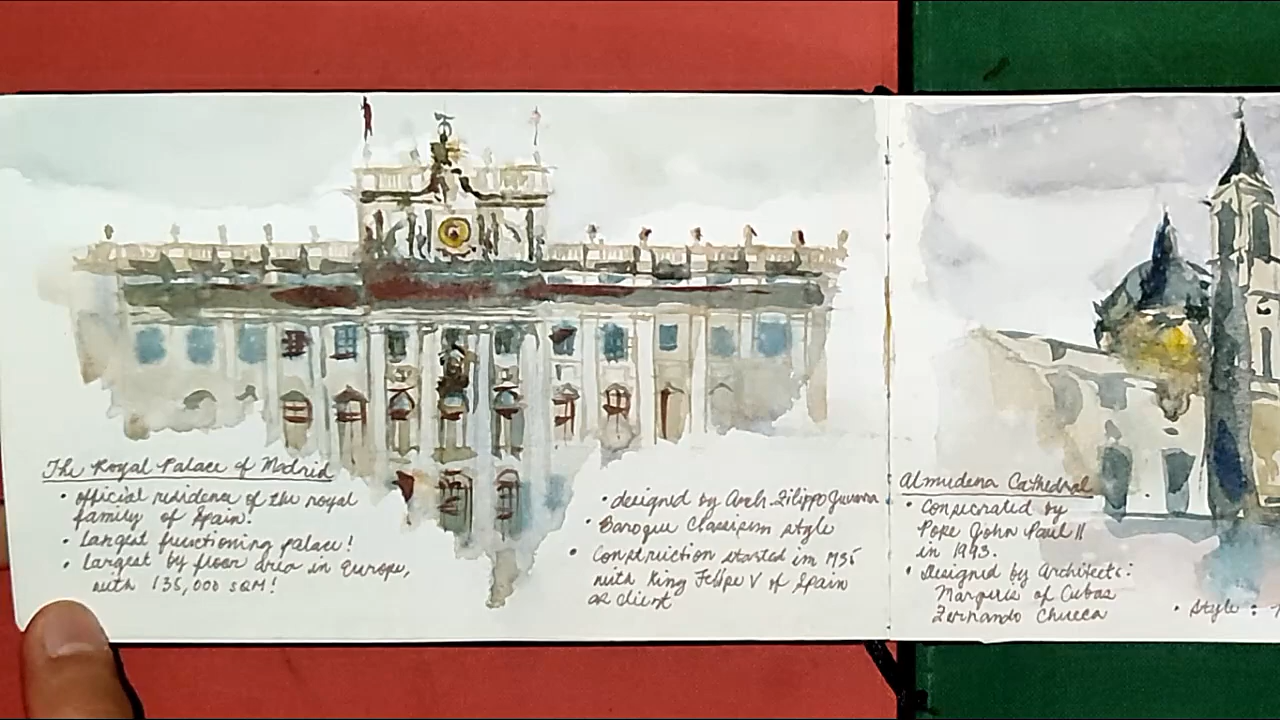 The Royal Palace of Madrid
• official residence of the royal
family of Spain!
• largest functioning palace!
• largest by floor area in Europe,
with 135,000 SQM!
• designed by Arch. Filippo Juvarra
• Baroque Classicism style
• Construction started in
with King Felipe V of Spain
as client
Almudena Cathedral
• Consecrated by
Pope John Paul II
in 1993.
• Designed by Architects:
Marquis of Cubas
Fernando Chueca
• Style :